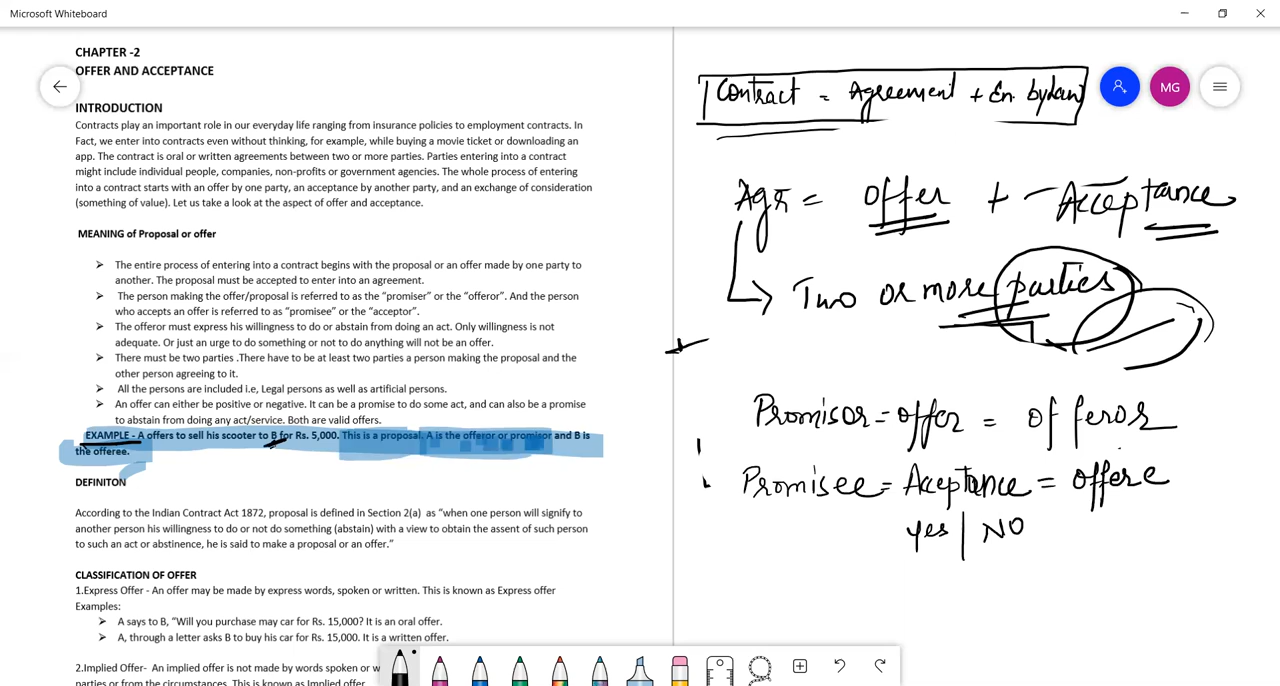 Microsoft Whiteboard
CHAPTER -2
OFFER AND ACCEPTANCE
INTRODUCTION
Contracts play an important role in our everyday life ranging from insurance policies to employment contracts. In
Fact, we enter into contracts even without thinking, for example, while buying a movie ticket or downloading an
app. The contract is oral or written agreements between two or more parties. Parties entering into a contract
might include individual people, companies, non-profits or government agencies. The whole process of entering
into a contract starts with an offer by one party, an acceptance by another party, and an exchange of consideration
(something of value). Let us take a look at the aspect of offer and acceptance.
MEANING of Proposal or offer
The entire process of entering into a contract begins with the proposal or an offer made by one party to
another. The proposal must be accepted to enter into an agreement.
The person making the offer/proposal is referred to as the “promiser” or the “offeror”. And the person
who accepts an offer is referred to as “promisee” or the “acceptor”.
The offeror must express his willingness to do or abstain from doing an act. Only willingness is not
adequate. Or just an urge to do something or not to do anything will not be an offer.
There must be two parties .There have to be at least two parties a person making the proposal and the
other person agreeing to it.
All the persons are included i.e, Legal persons as well as artificial persons.
An offer can either be positive or negative. It can be a promise to do some act, and can also be a promise
to abstain from doing any act/service. Both are valid offers.
EXAMPLE - A offers to sell his scooter to B for Rs. 5,000. This is a proposal. A is the offeror or promisor and B is
the offeree.
DEFINITON
According to the Indian Contract Act 1872, proposal is defined in Section 2(a) as “when one person will signify to
another person his willingness to do or not do something (abstain) with a view to obtain the assent of such person
to such an act or abstinence, he is said to make a proposal or an offer.”
CLASSIFICATION OF OFFER
1.Express Offer - An offer may be made by express words, spoken or written. This is known as Express offer
Examples:
A says to B, “Will you purchase may car for Rs. 15,000? It is an oral offer.
A, through a letter asks B to buy his car for Rs. 15,000. It is a written offer.
2.Implied Offer- An implied offer is not made by words spoken or w
parties or from the circumstances. This is known as Implied offer
Contract = Agreement + En. by law
MG
Agr = offer + Acceptance
Two or more parties
Promisor = offer = offeror
Promisee = Acceptance = offere
yes | NO